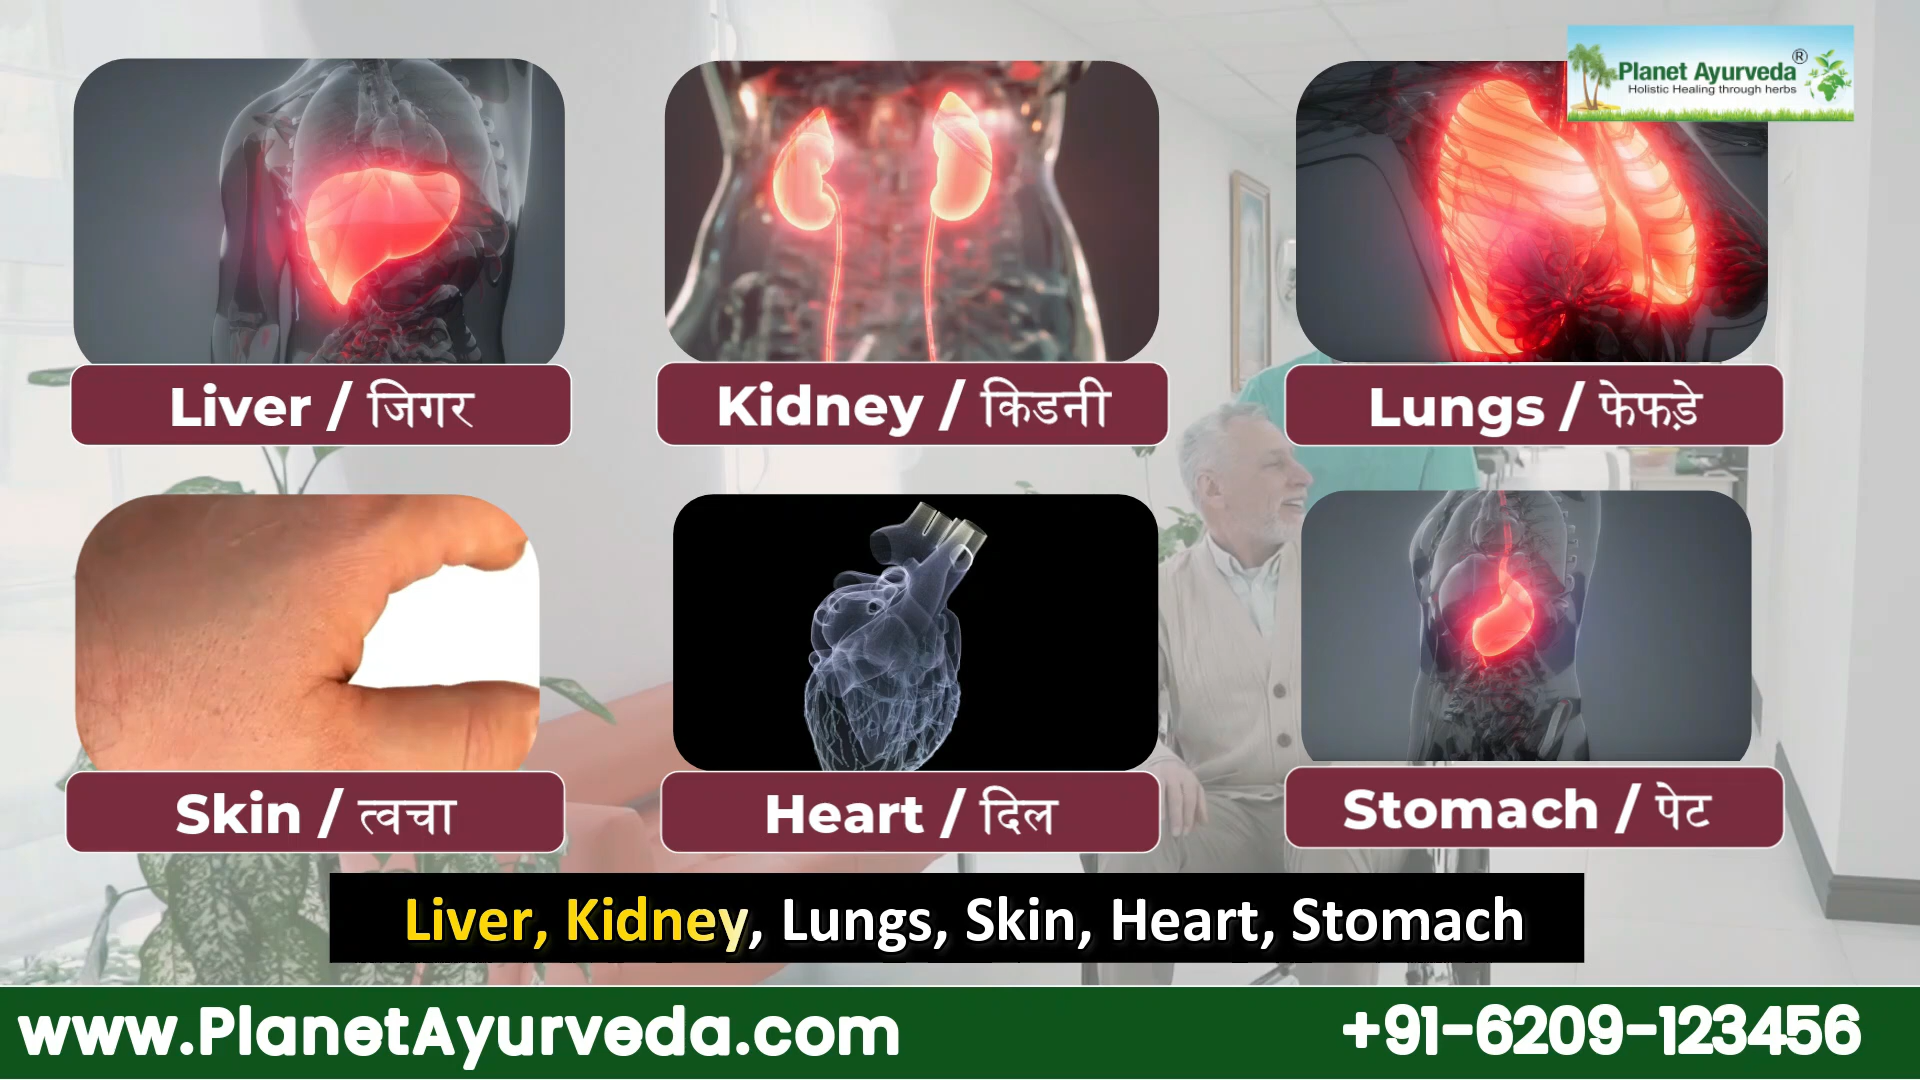 Planet Ayurveda®
Holistic Healing through herbs
Liver / जिगर
Kidney / किडनी
Lungs / फेफड़े
Skin / त्वचा
Heart / दिल
Stomach / पेट
Liver, Kidney, Lungs, Skin, Heart, Stomach
www.PlanetAyurveda.com
+91-6209-123456